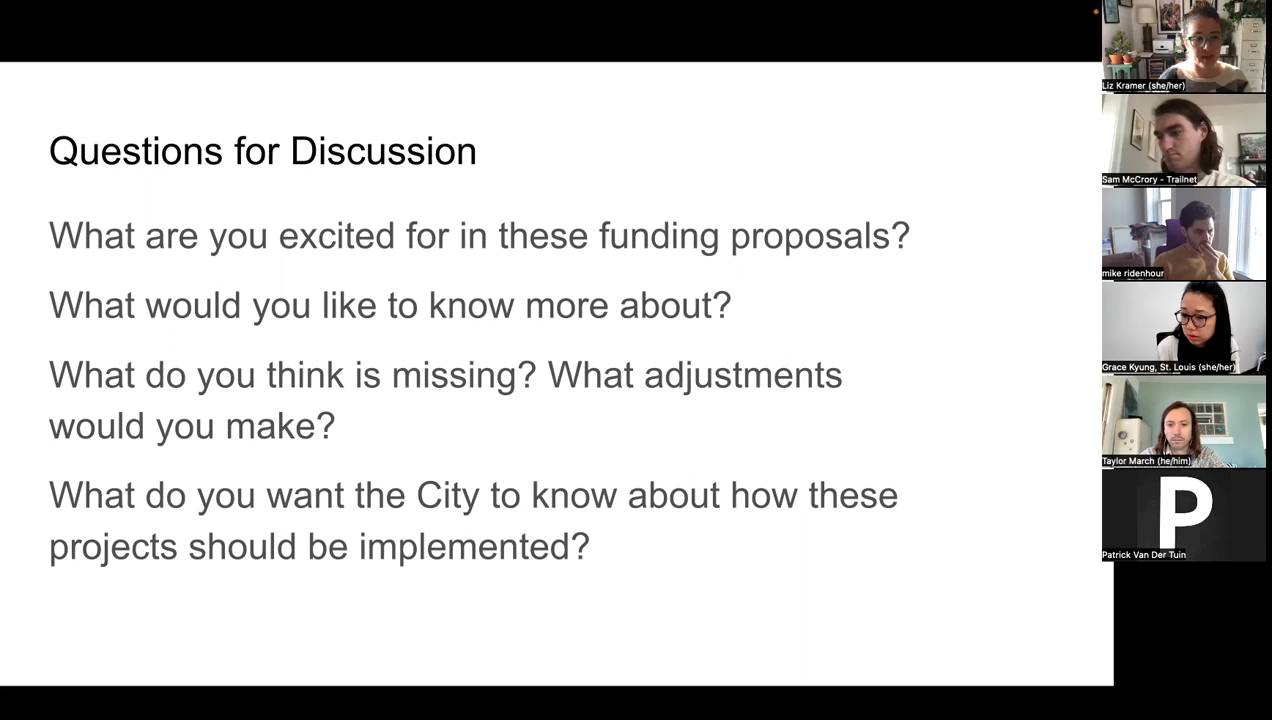 Questions for Discussion
What are you excited for in these funding proposals?
What would you like to know more about?
What do you think is missing? What adjustments
would you make?
What do you want the City to know about how these
projects should be implemented?
Liz Kramer (she/her)
Sam McCrory - Trailnet
mike ridenhour
Grace Kyung, St. Louis (she/her)
Taylor March (he/him)
P
Patrick Van Der Tuin